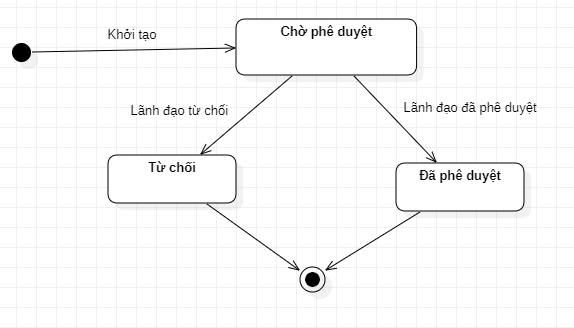 Khởi tạo
Chờ phê duyệt
Lãnh đạo từ chối
Lãnh đạo đã phê duyệt
Từ chối
Đã phê duyệt